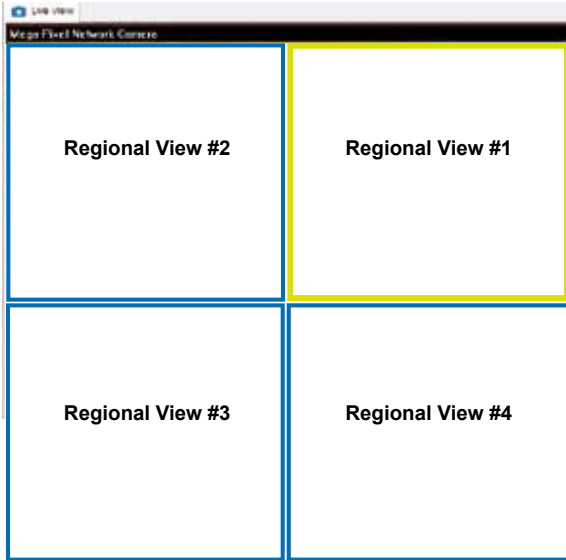 Live View
Mega Pixel Network Camera
Regional View #2
Regional View #1
Regional View #3
Regional View #4